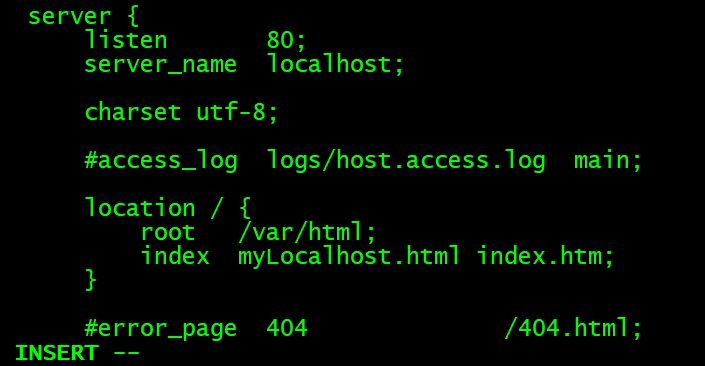 server {
listen 80;
server_name localhost;
charset utf-8;
#access_log logs/host.access.log main;
location / {
root /var/html;
index myLocalhost.html index.htm;
}
#error_page 404 /404.html;
INSERT --